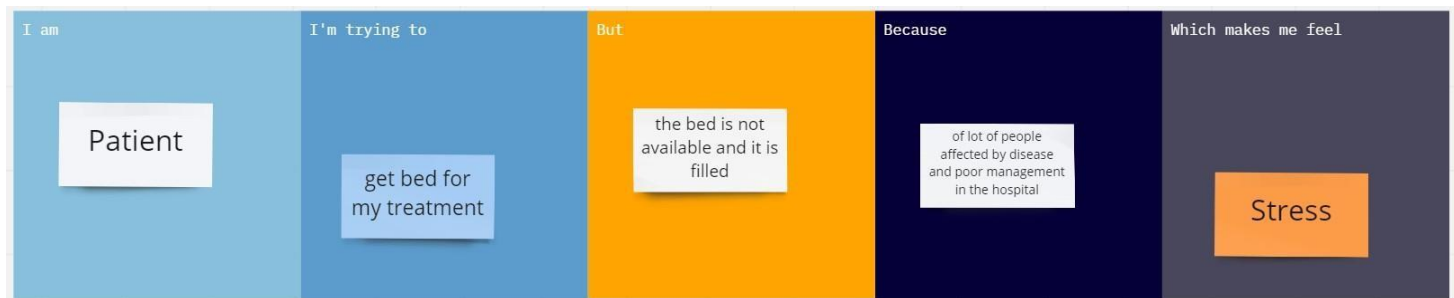 I am
Patient
I'm trying to
get bed for
my treatment
But
the bed is not
available and it is
filled
Because
of lot of people
affected by disease
and poor management
in the hospital
Which makes me feel
Stress